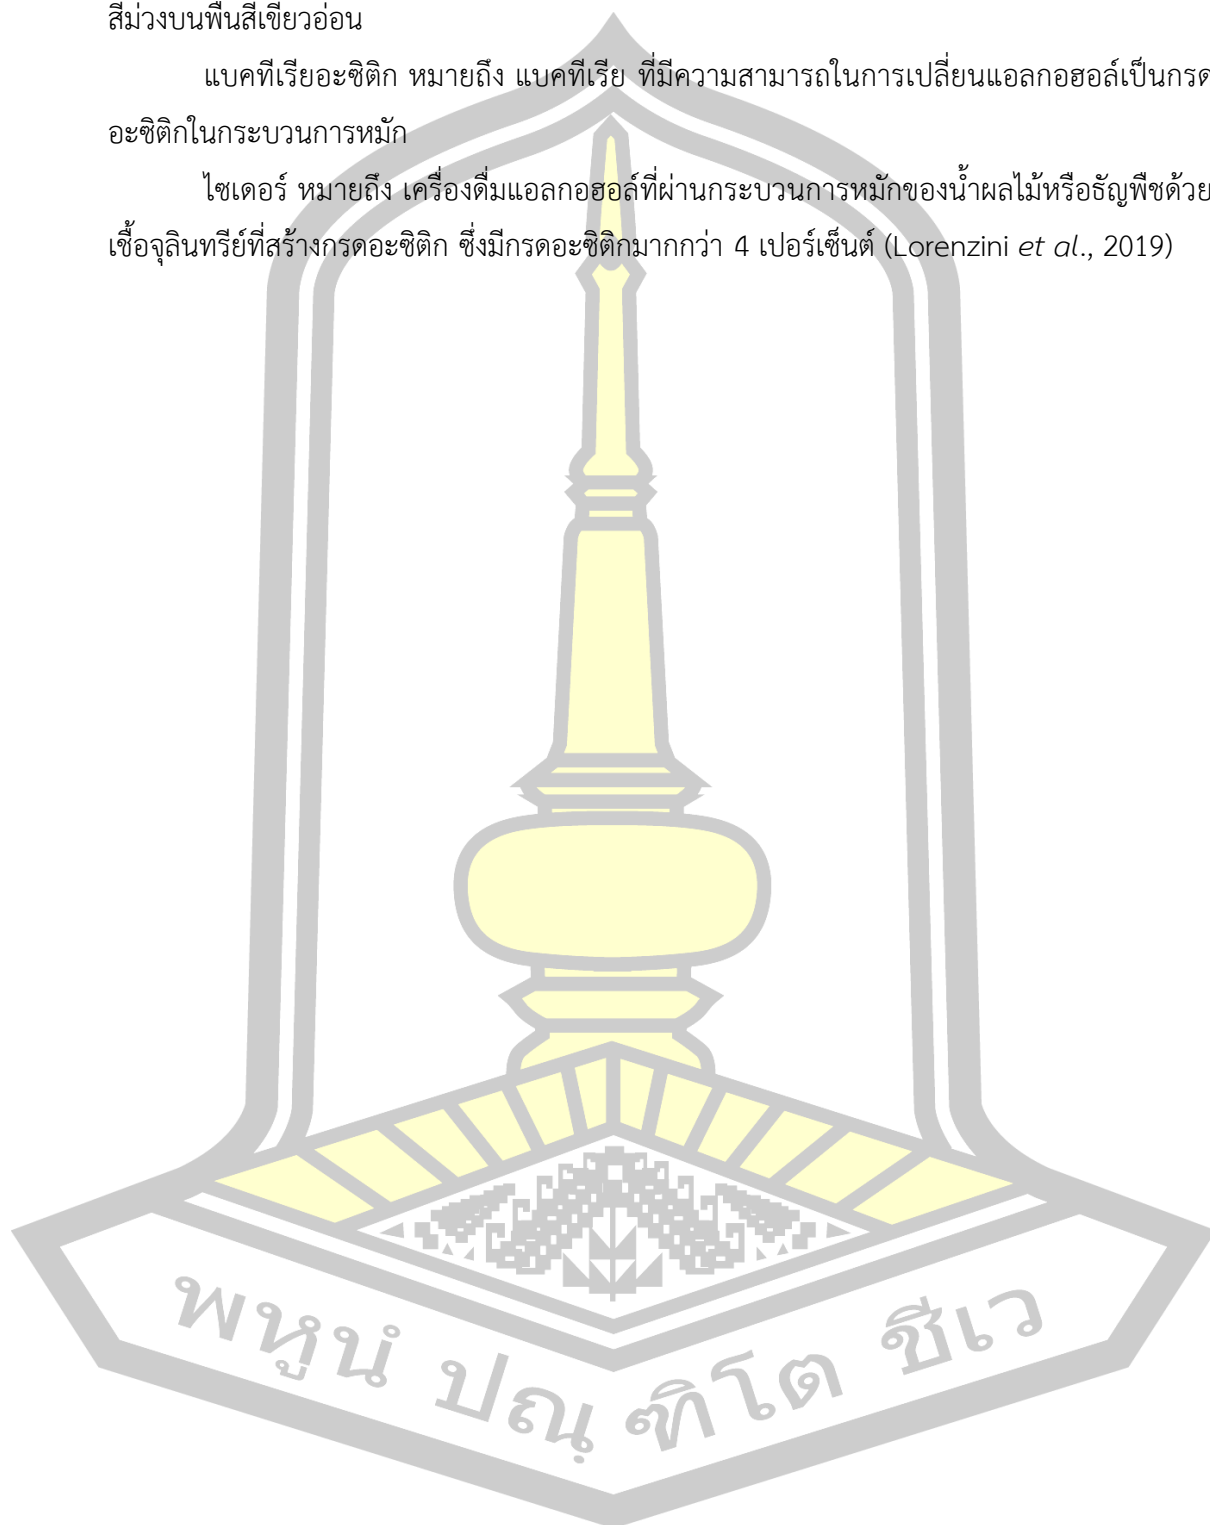 สีม่วงบนพื้นสีเขียวอ่อน
แบคทีเรียอะซิติก หมายถึง แบคทีเรีย ที่มีความสามารถในการเปลี่ยนแอลกอฮอล์เป็นกรด
อะซิติกในกระบวนการหมัก
ไซเดอร์ หมายถึง เครื่องดื่มแอลกอฮอล์ที่ผ่านกระบวนการหมักของน้ำผลไม้หรือธัญพืชด้วย
เชื้อจุลินทรีย์ที่สร้างกรดอะซิติก ซึ่งมีกรดอะซิติกมากกว่า 4 เปอร์เซ็นต์ (Lorenzini et al., 2019)
พหูนํ ปณฺ ฑิโต ชีเว